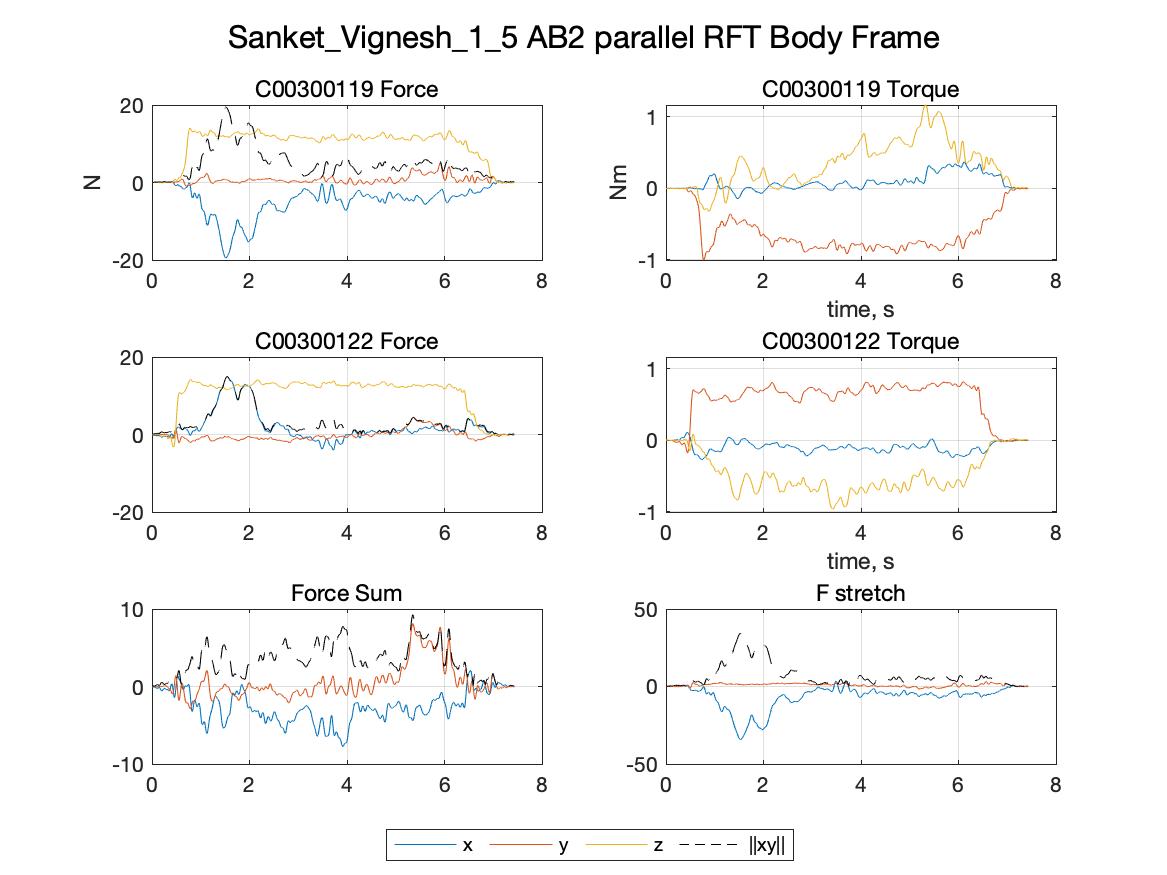 Sanket_Vignesh_1_5 AB2 parallel RFT Body Frame
C00300119 Force
20
0
-20
N
0 2 4 6 8
C00300119 Torque
1
0
-1
Nm
0 2 4 6 8
time, s
C00300122 Force
20
0
-20
0 2 4 6 8
C00300122 Torque
1
0
-1
0 2 4 6 8
time, s
Force Sum
10
0
-10
0 2 4 6 8
F stretch
50
0
-50
0 2 4 6 8
x y z ||xy||